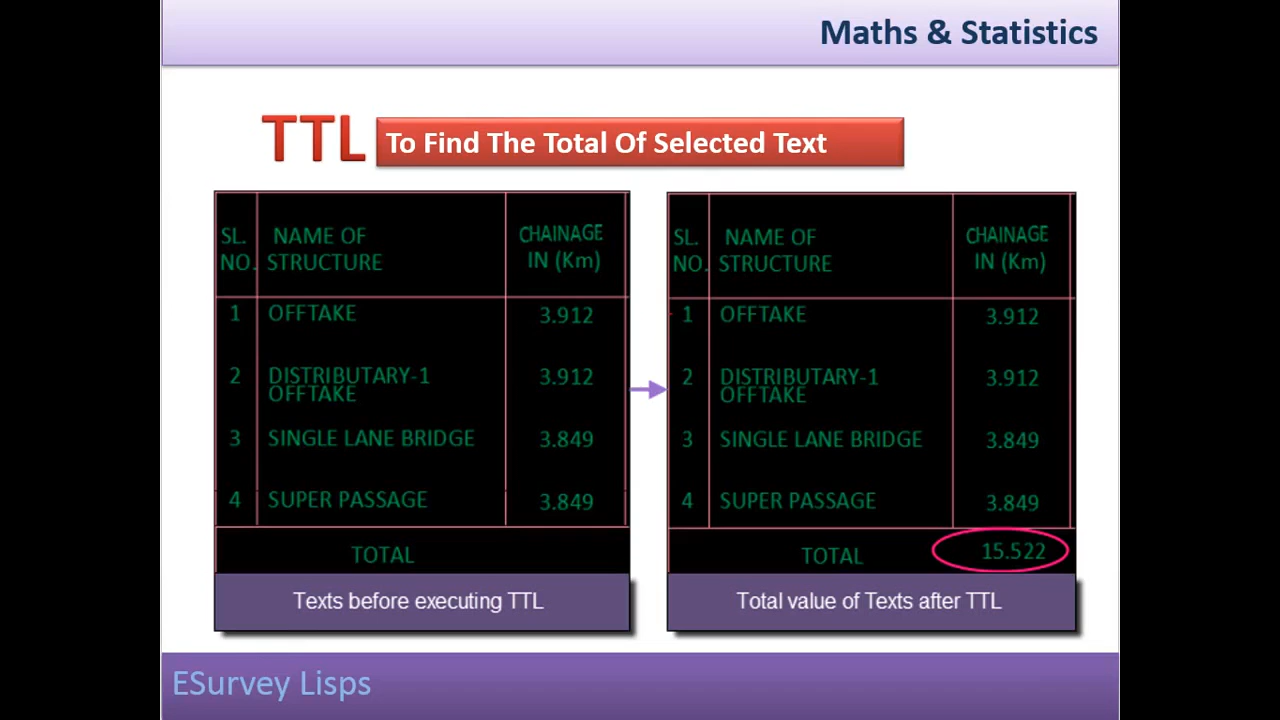 Maths & Statistics
TTL To Find The Total Of Selected Text
SL. NAME OF CHAINAGE
NO. STRUCTURE IN (Km)
1 OFFTAKE 3.912
2 DISTRIBUTARY-1 3.912
OFFTAKE
3 SINGLE LANE BRIDGE 3.849
4 SUPER PASSAGE 3.849
TOTAL
Texts before executing TTL
SL. NAME OF CHAINAGE
NO. STRUCTURE IN (Km)
1 OFFTAKE 3.912
2 DISTRIBUTARY-1 3.912
OFFTAKE
3 SINGLE LANE BRIDGE 3.849
4 SUPER PASSAGE 3.849
TOTAL 15.522
Total value of Texts after TTL
ESurvey Lisps